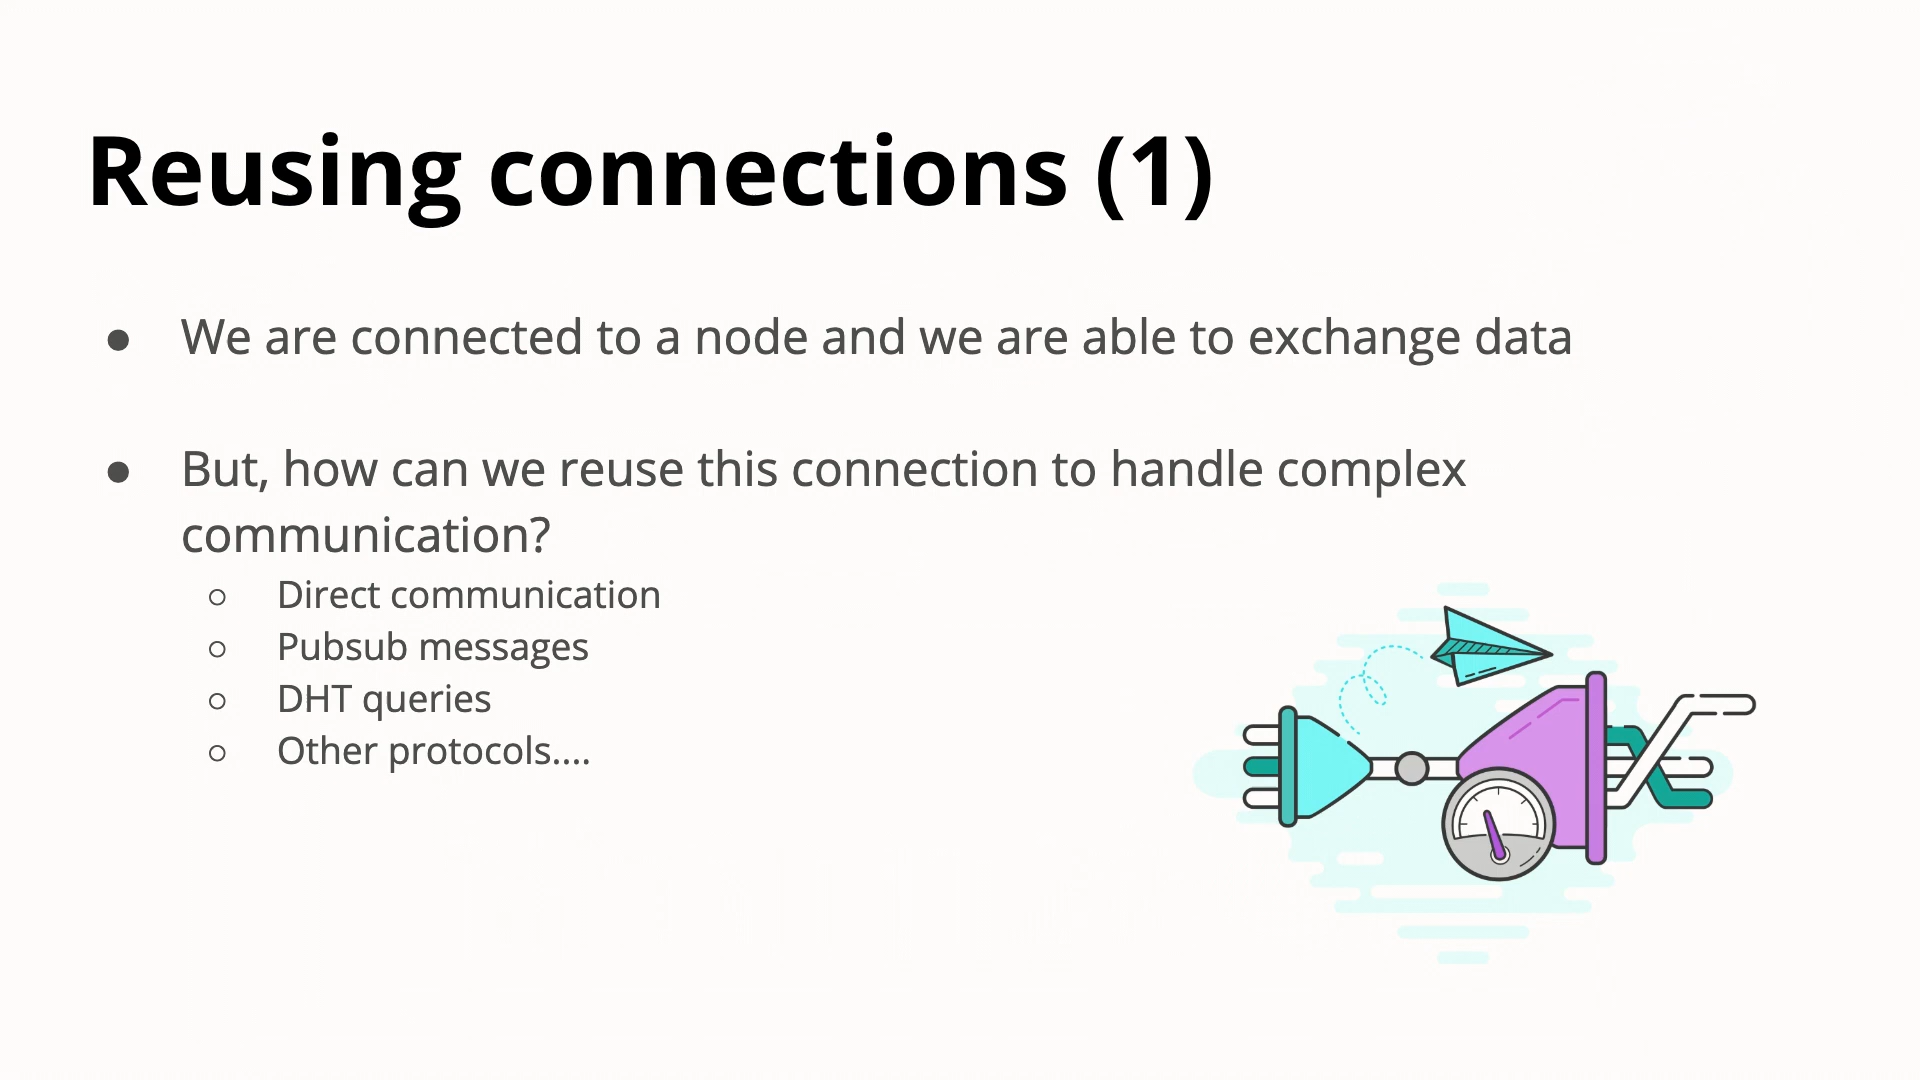 Reusing connections (1)
● We are connected to a node and we are able to exchange data
● But, how can we reuse this connection to handle complex
communication?
○ Direct communication
○ Pubsub messages
○ DHT queries
○ Other protocols....